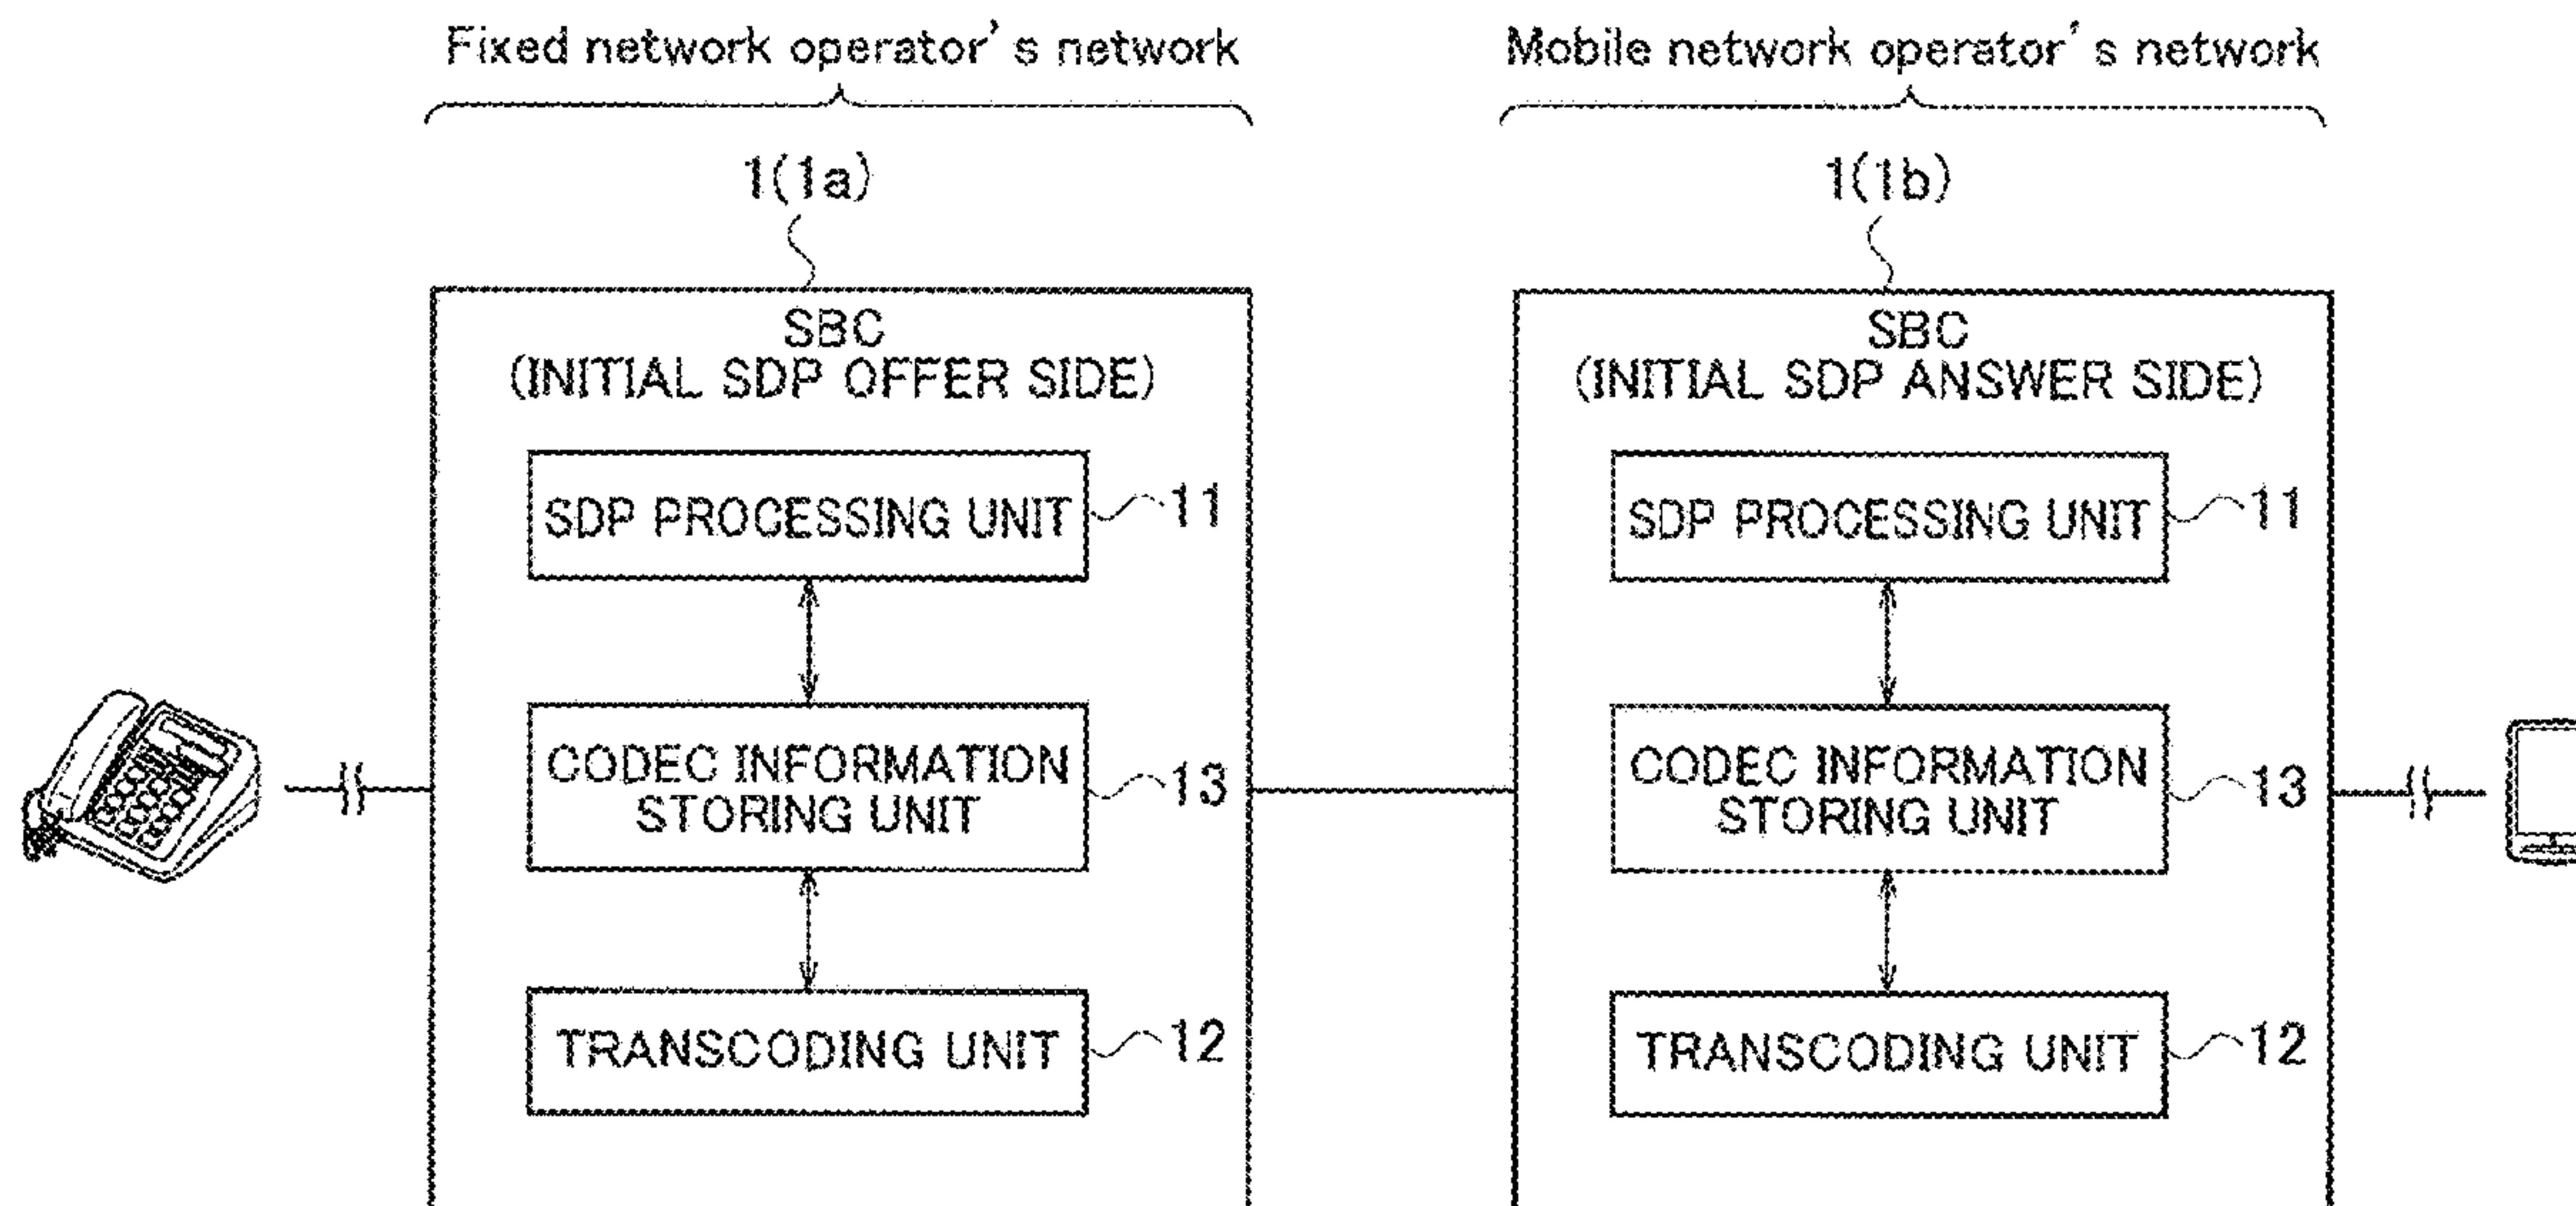 Fixed network operator's network
Mobile network operator's network
1(1a)
1(1b)
SBC
(INITIAL SDP OFFER SIDE)
SDP PROCESSING UNIT
11
CODEC INFORMATION
STORING UNIT
13
TRANSCODING UNIT
12
SBC
(INITIAL SDP ANSWER SIDE)
SDP PROCESSING UNIT
11
CODEC INFORMATION
STORING UNIT
13
TRANSCODING UNIT
12